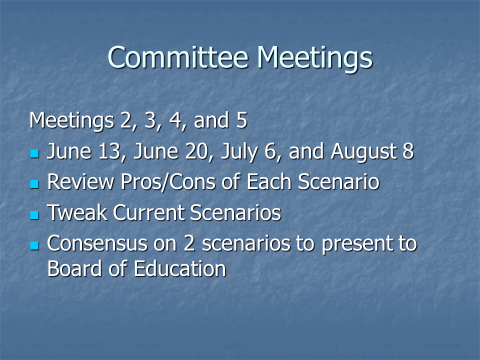 Committee Meetings
Meetings 2, 3, 4, and 5
June 13, June 20, July 6, and August 8
Review Pros/Cons of Each Scenario
Tweak Current Scenarios
Consensus on 2 scenarios to present to
Board of Education